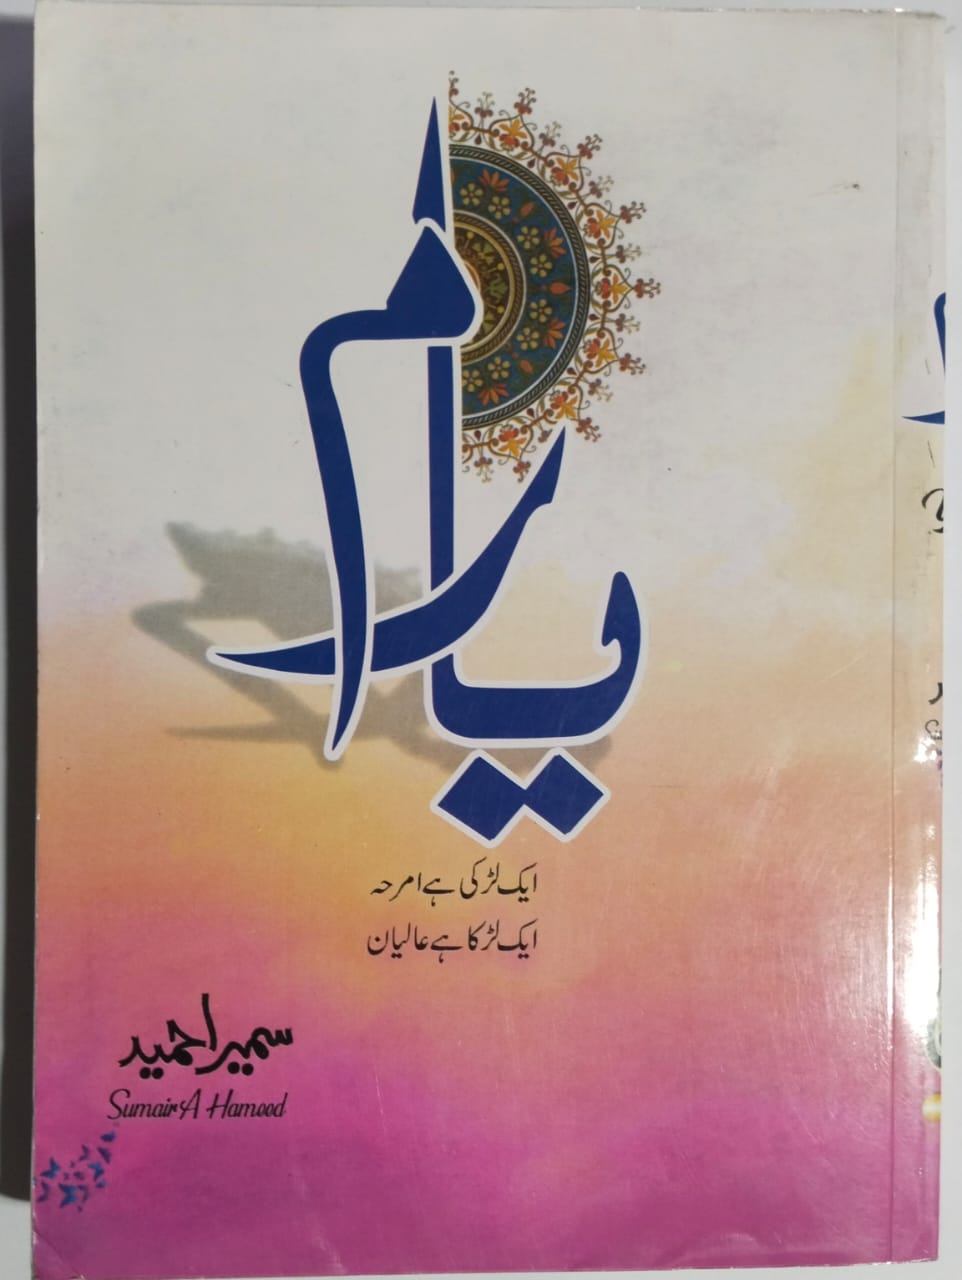 یارم
ایک لڑکی ہے امرحہ
ایک لڑکا ہے عالیان
سمیرا حمید
SumairA Hameed